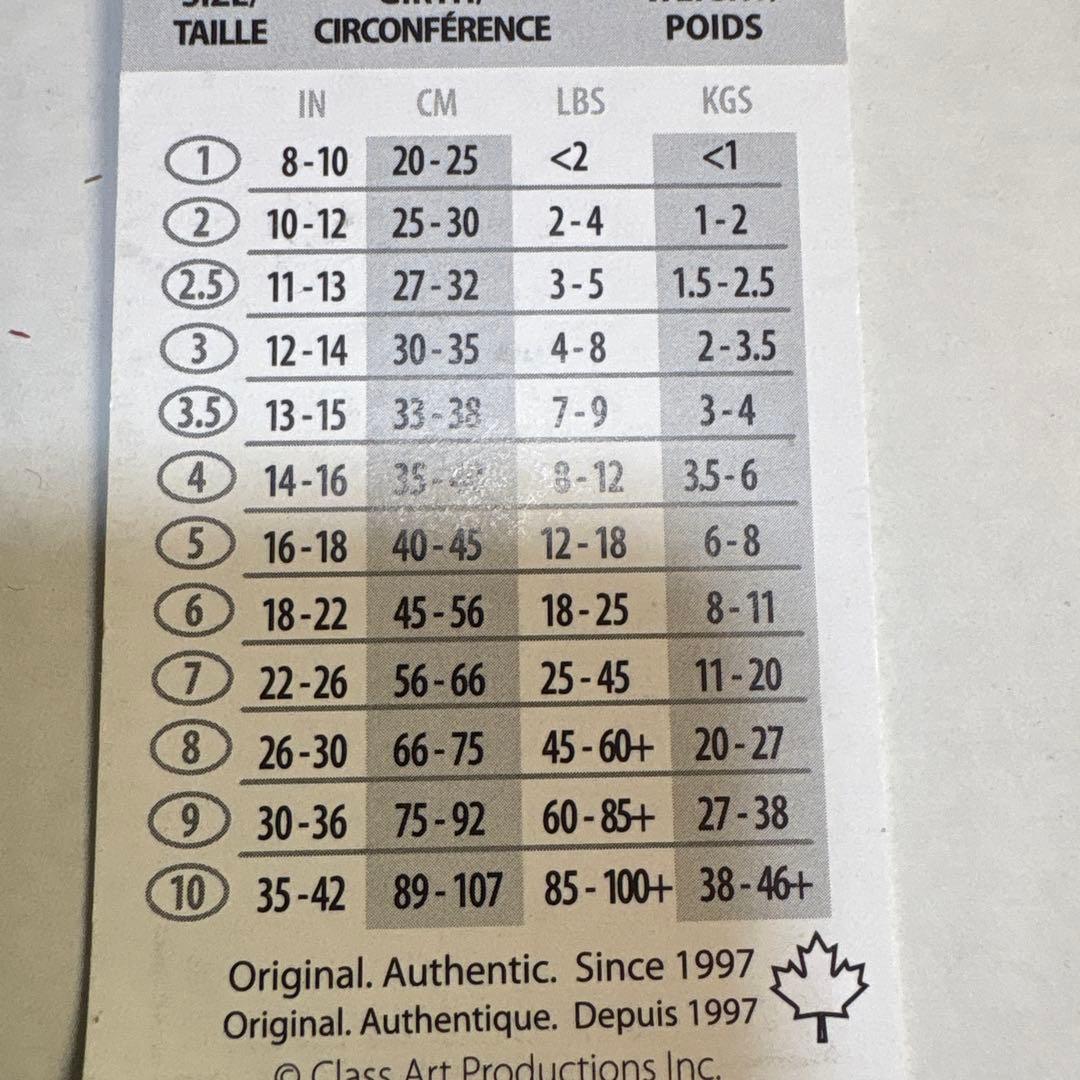 TAILLE CIRCONFÉRENCE POIDS
IN CM LBS KGS
1 8-10 20-25 <2 <1
2 10-12 25-30 2-4 1-2
2.5 11-13 27-32 3-5 1.5-2.5
3 12-14 30-35 4-8 2-3.5
3.5 13-15 33-38 7-9 3-4
4 14-16 35- 8-12 3.5-6
5 16-18 40-45 12-18 6-8
6 18-22 45-56 18-25 8-11
7 22-26 56-66 25-45 11-20
8 26-30 66-75 45-60+ 20-27
9 30-36 75-92 60-85+ 27-38
10 35-42 89-107 85-100+ 38-46+
Original. Authentic. Since 1997
Original. Authentique. Depuis 1997
© Class Art Productions Inc.